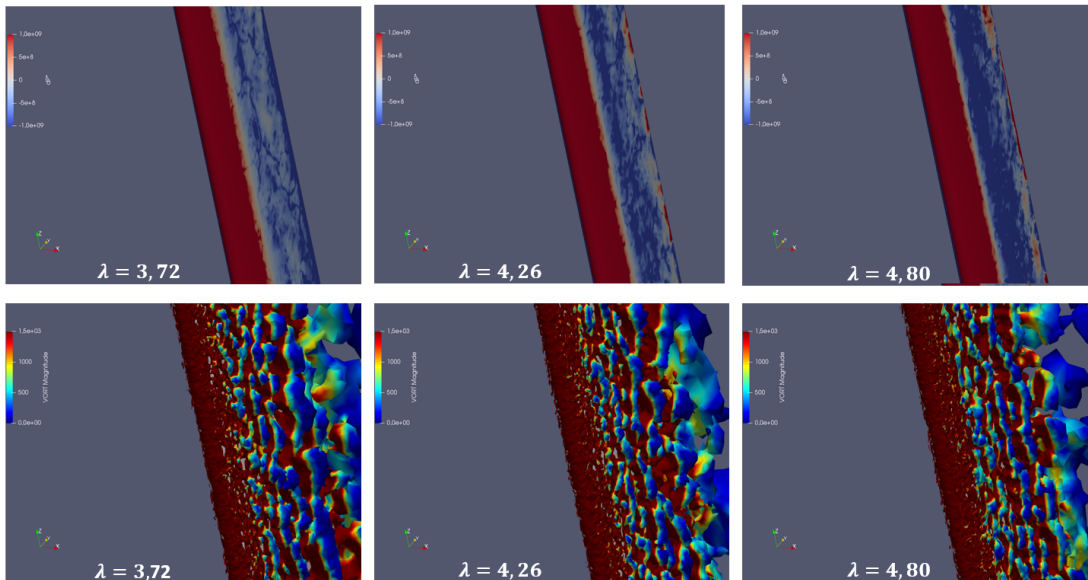 1,0e+09
5e+8
0
-5e+8
-1,0e+09
Z
Y
X
λ = 3, 72
1,0e+09
5e+8
0
-5e+8
-1,0e+09
Z
Y
X
λ = 4, 26
1,0e+09
5e+8
0
-5e+8
-1,0e+09
Z
Y
X
λ = 4, 80
1,5e+03
1000
500
0,0e+00
VORT Magnitude
Z
Y
X
λ = 3,72
1,5e+03
1000
500
0,0e+00
VORT Magnitude
Z
Y
X
λ = 4, 26
1,5e+03
1000
500
0,0e+00
VORT Magnitude
Z
Y
X
λ = 4, 80